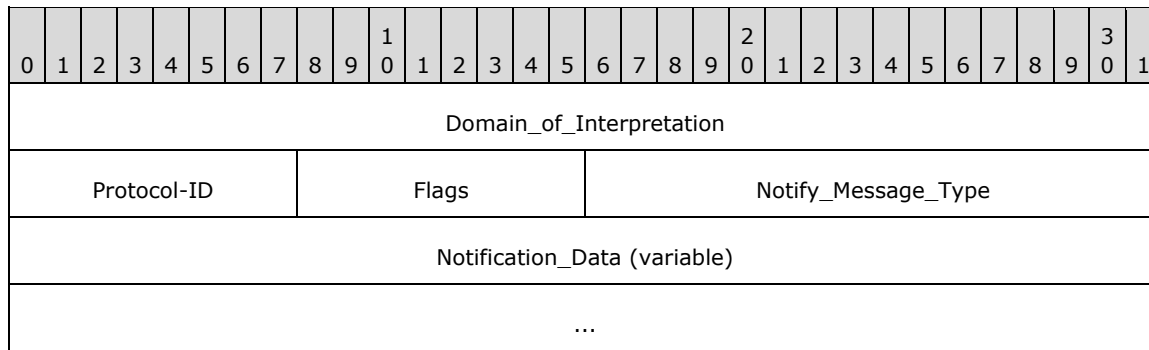 1 2 3
0 1 2 3 4 5 6 7 8 9 0 1 2 3 4 5 6 7 8 9 0 1 2 3 4 5 6 7 8 9 0 1
Domain_of_Interpretation
Protocol-ID Flags Notify_Message_Type
Notification_Data (variable)
...